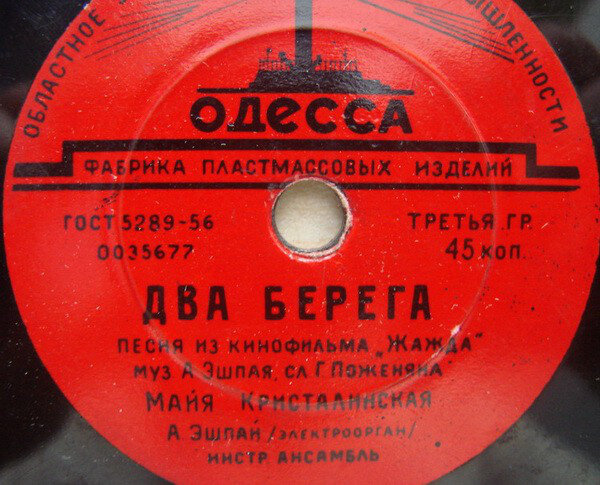 ОБЛАСТНОЕ
ОДЕССА
ФАБРИКА ПЛАСТМАССОВЫХ ИЗДЕЛИЙ
ГОСТ 5289-56
0035677
ТРЕТЬЯ ГР.
45 КОП.
ДВА БЕРЕГА
ПЕСНЯ ИЗ КИНОФИЛЬМА „ЖАЖДА"
МУЗ А.ЭШПАЯ, СЛ Г.ПОЖЕНЯНА
МАЙЯ КРИСТАЛИНСКАЯ
А ЭШПАЙ /ЭЛЕКТРООРГАН/
ИНСТР АНСАМБЛЬ